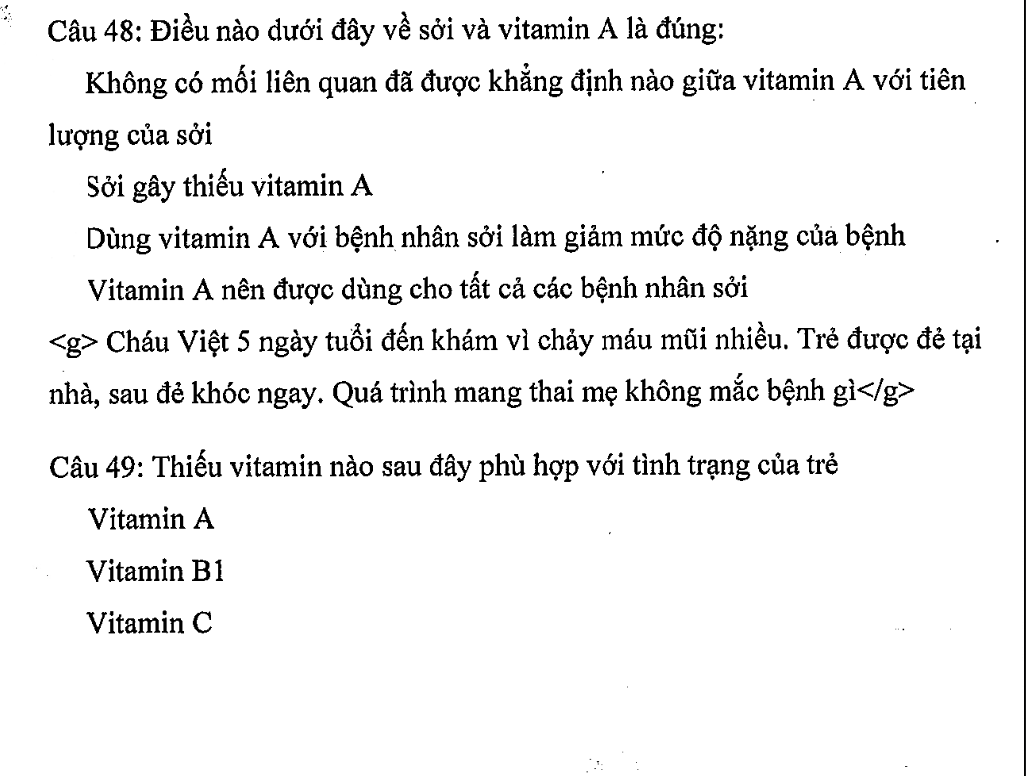 Câu 48: Điều nào dưới đây về sởi và vitamin A là đúng:
Không có mối liên quan đã được khẳng định nào giữa vitamin A với tiên
lượng của sởi
Sởi gây thiếu vitamin A
Dùng vitamin A với bệnh nhân sởi làm giảm mức độ nặng của bệnh
Vitamin A nên được dùng cho tất cả các bệnh nhân sởi
<g> Cháu Việt 5 ngày tuổi đến khám vì chảy máu mũi nhiều. Trẻ được đẻ tại
nhà, sau đẻ khóc ngay. Quá trình mang thai mẹ không mắc bệnh gì</g>
Câu 49: Thiếu vitamin nào sau đây phù hợp với tình trạng của trẻ
Vitamin A
Vitamin B1
Vitamin C